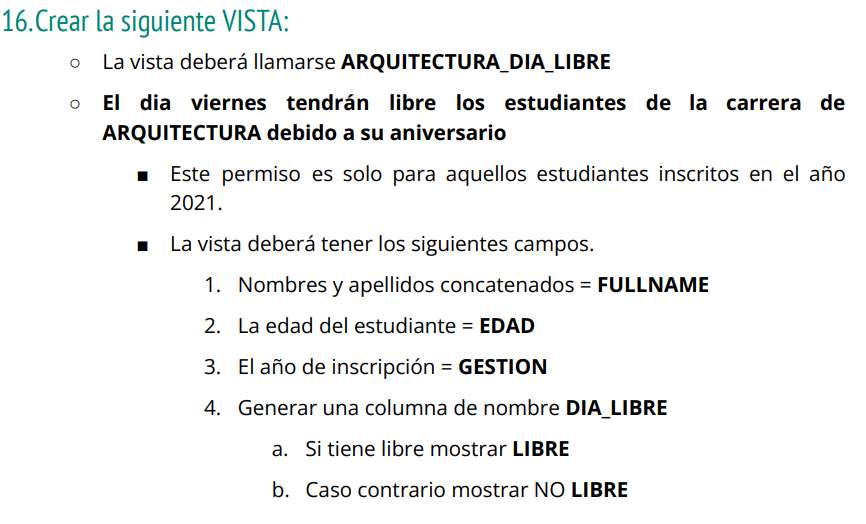 16.Crear la siguiente VISTA:
○ La vista deberá llamarse ARQUITECTURA_DIA_LIBRE
○ El dia viernes tendrán libre los estudiantes de la carrera de
ARQUITECTURA debido a su aniversario
■ Este permiso es solo para aquellos estudiantes inscritos en el año
2021.
■ La vista deberá tener los siguientes campos.
1. Nombres y apellidos concatenados = FULLNAME
2. La edad del estudiante = EDAD
3. El año de inscripción = GESTION
4. Generar una columna de nombre DIA_LIBRE
a. Si tiene libre mostrar LIBRE
b. Caso contrario mostrar NO LIBRE